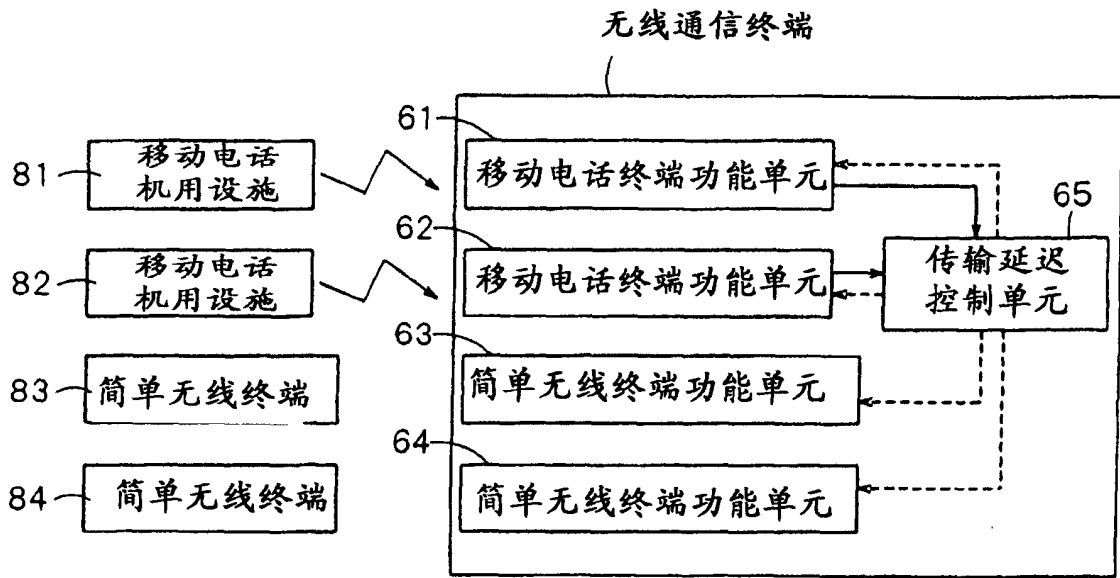 无线通信终端
61
81
移动电话
机用设施
移动电话终端功能单元
65
62
82
移动电话
机用设施
移动电话终端功能单元
传输延迟
控制单元
63
83
简单无线终端
简单无线终端功能单元
64
84
简单无线终端
简单无线终端功能单元